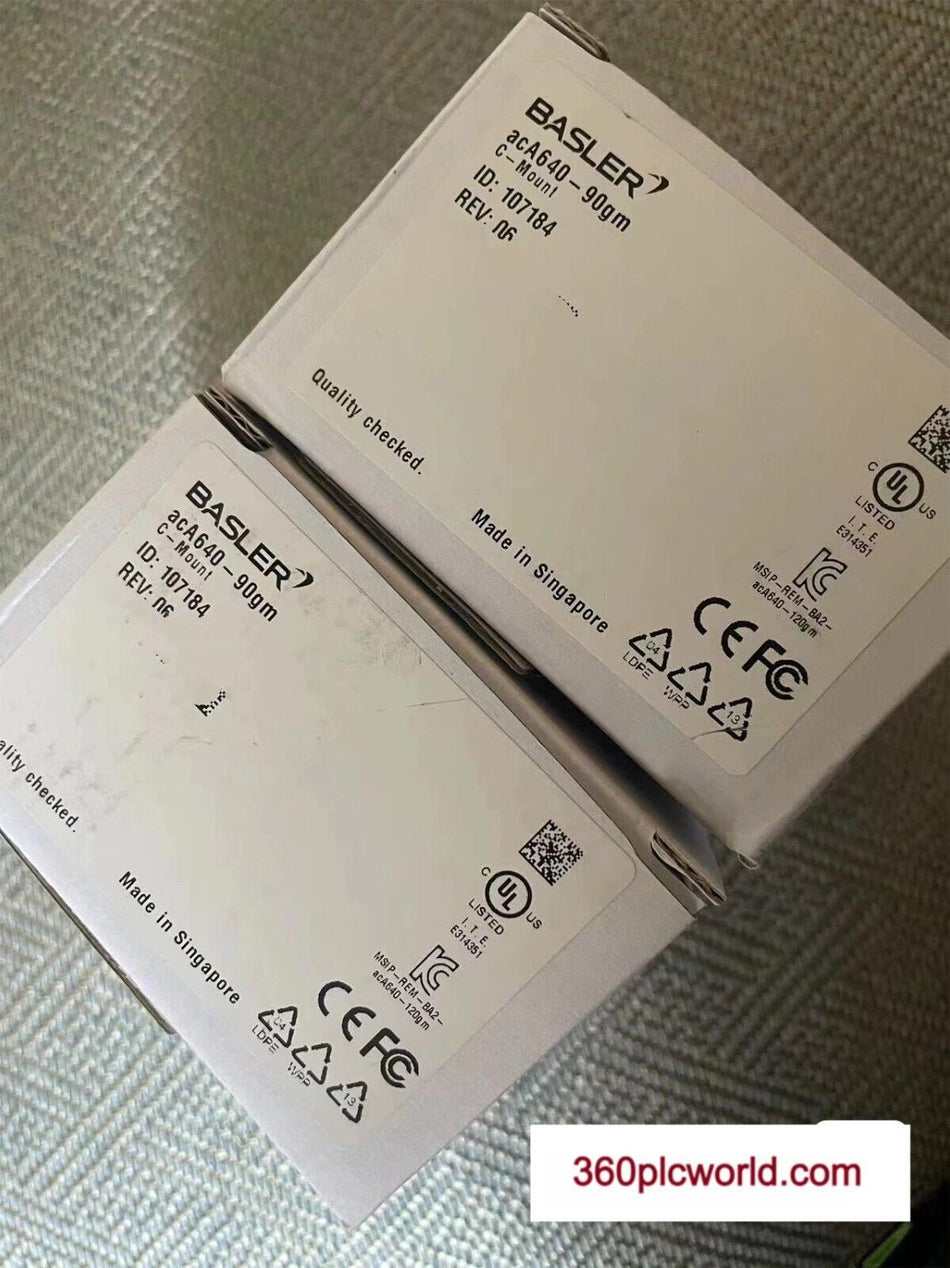 BASLER
acA640-90gm
C-Mount
ID: 107184
REV: 06
Quality checked.
Made in Singapore
C UL US
LISTED
I.T.E.
E314351
MSIP-REM-BA2-
acA640-120gm
CE FC
04
LDPE
WPP
13
BASLER
acA640-90gm
C-Mount
ID: 107184
REV: 06
ality checked.
Made in Singapore
C UL US
LISTED
I.T.E.
E314351
MSIP-REM-BA2-
acA640-120gm
CE FC
04
LDPE
WPP
13
360plcworld.com